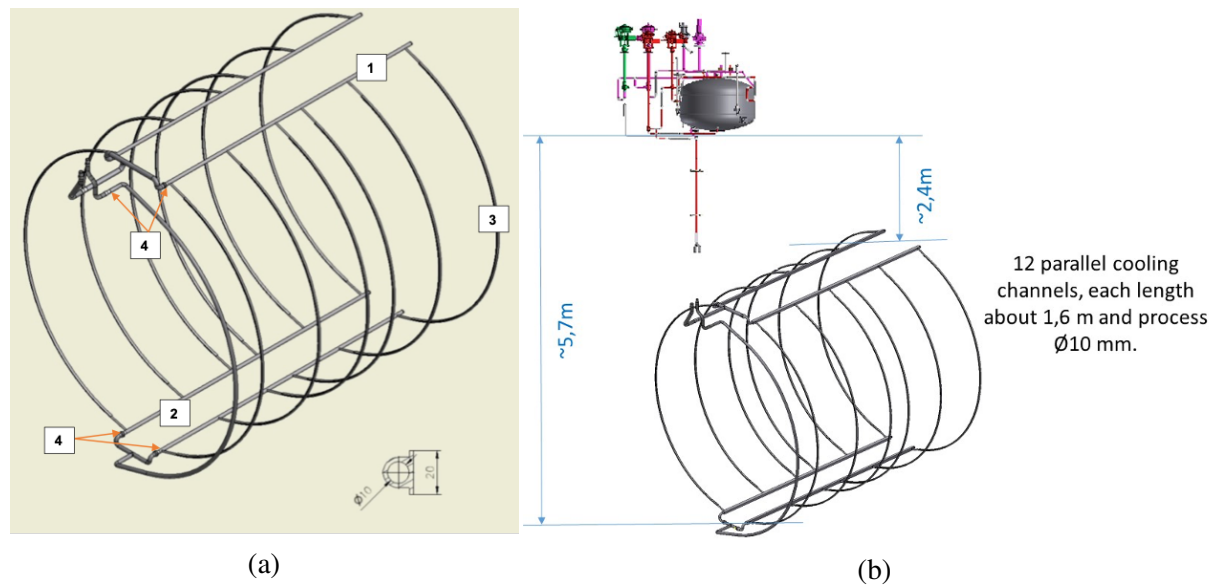 1
3
4
2
4
Ø10
20
(a)
~2,4m
~5,7m
12 parallel cooling
channels, each length
about 1,6 m and process
Ø10 mm.
(b)